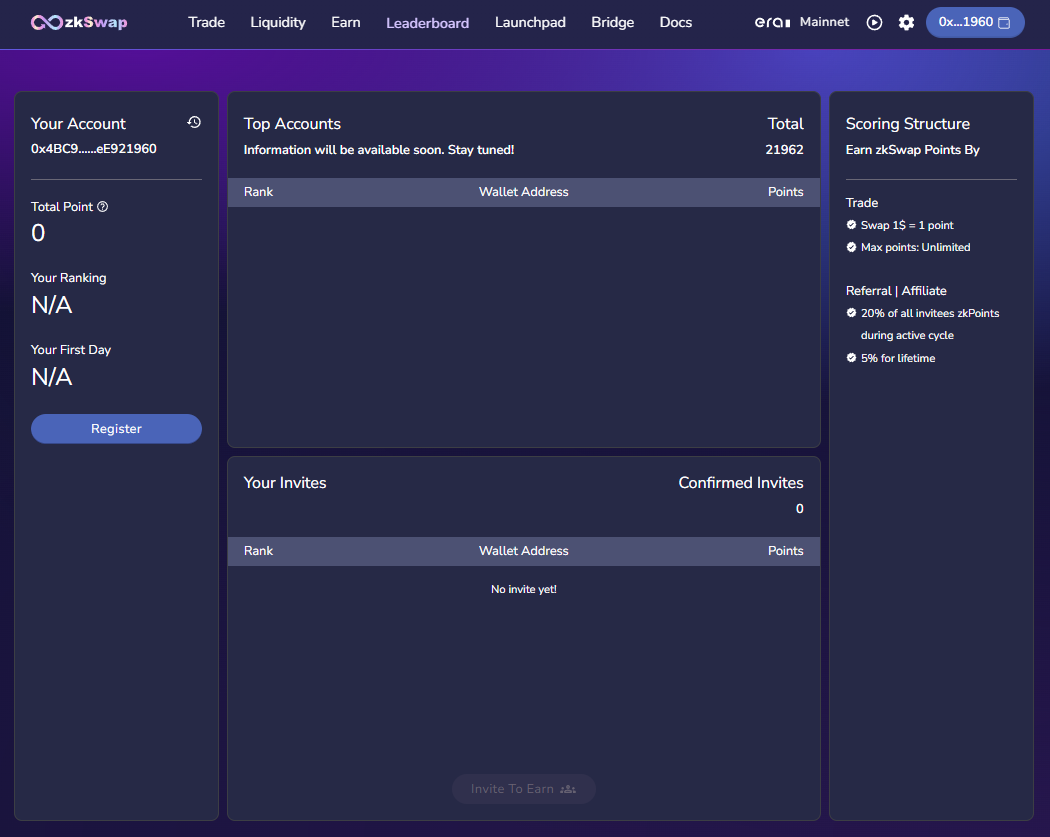 zkSwap
Trade Liquidity Earn Leaderboard Launchpad Bridge Docs
era Mainnet
0x...1960
Your Account
0x4BC9......eE921960
Total Point
0
Your Ranking
N/A
Your First Day
N/A
Register
Top Accounts Total
Information will be available soon. Stay tuned! 21962
Rank Wallet Address Points
Your Invites Confirmed Invites
0
Rank Wallet Address Points
No invite yet!
Invite To Earn
Scoring Structure
Earn zkSwap Points By
Trade
Swap 1$ = 1 point
Max points: Unlimited
Referral | Affiliate
20% of all invitees zkPoints
during active cycle
5% for lifetime